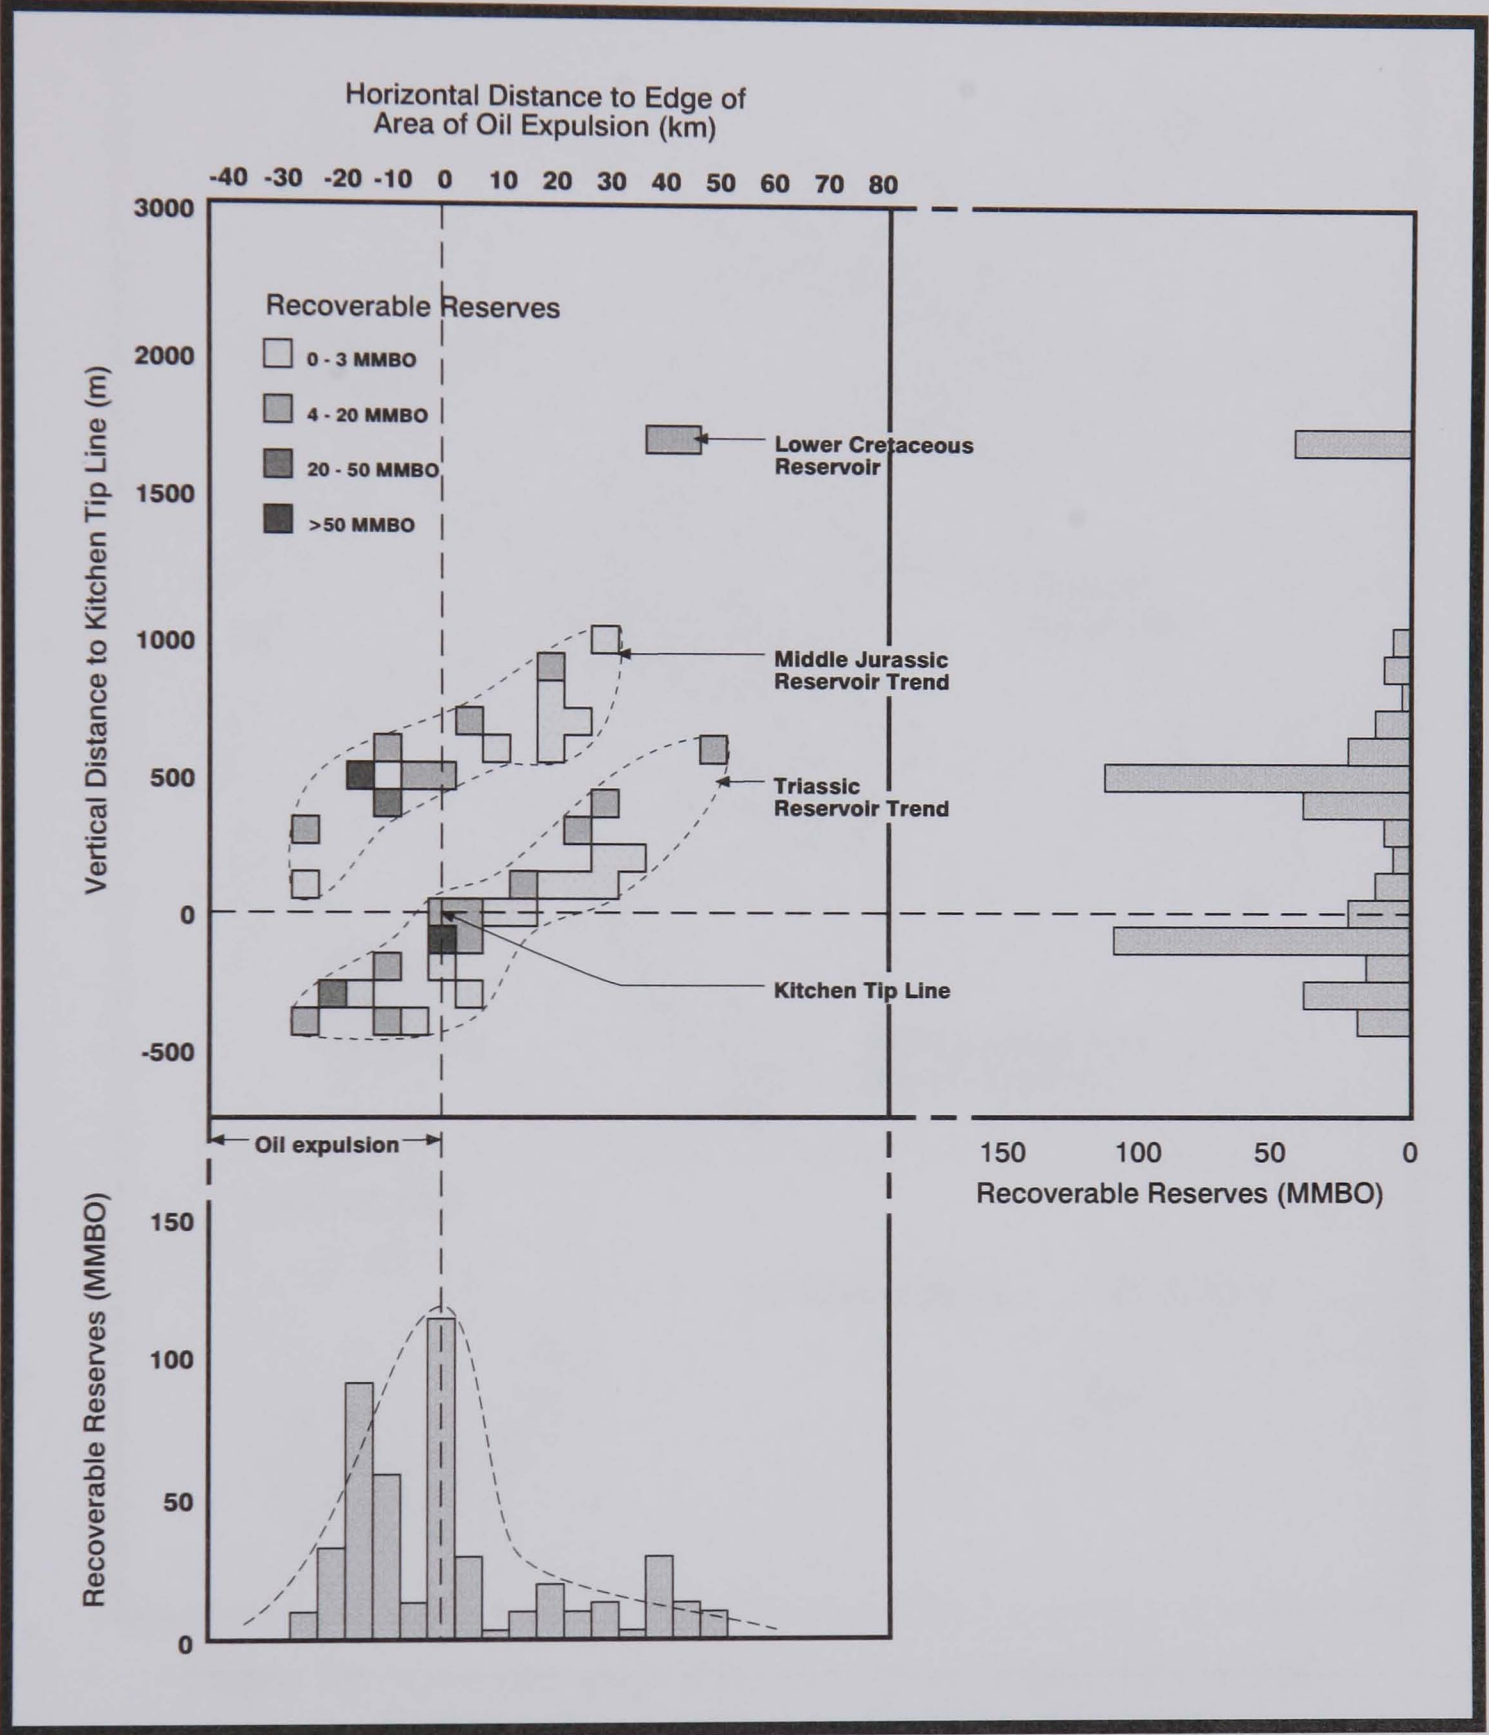 Horizontal Distance to Edge of
Area of Oil Expulsion (km)
-40 -30 -20 -10 0 10 20 30 40 50 60 70 80
3000
2000
1500
1000
500
0
-500
Vertical Distance to Kitchen Tip Line (m)
Recoverable Reserves
0 - 3 MMBO
4 - 20 MMBO
20 - 50 MMBO
>50 MMBO
Lower Cretaceous
Reservoir
Middle Jurassic
Reservoir Trend
Triassic
Reservoir Trend
Kitchen Tip Line
Oil expulsion
150 100 50 0
Recoverable Reserves (MMBO)
150
100
50
0
Recoverable Reserves (MMBO)